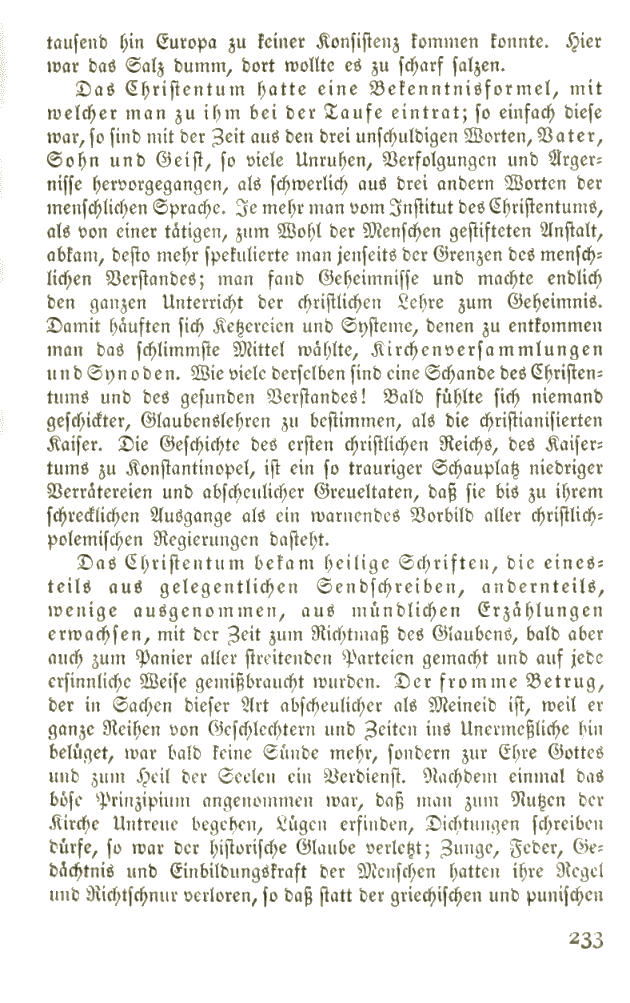 tausend hin Europa zu keiner Konsistenz kommen konnte. Hier
war das Salz dumm, dort wollte es zu scharf salzen.
Das Christentum hatte eine Bekenntnisformel, mit
welcher man zu ihm bei der Taufe eintrat; so einfach diese
war, so sind mit der Zeit aus den drei unschuldigen Worten, Vater,
Sohn und Geist, so viele Unruhen, Verfolgungen und Ärger-
nisse hervorgegangen, als schwerlich aus drei andern Worten der
menschlichen Sprache. Je mehr man vom Institut des Christentums,
als von einer tätigen, zum Wohl der Menschen gestifteten Anstalt,
abkam, desto mehr spekulierte man jenseits der Grenzen des mensch-
lichen Verstandes; man fand Geheimnisse und machte endlich
den ganzen Unterricht der christlichen Lehre zum Geheimnis.
Damit häuften sich Ketzereien und Systeme, denen zu entkommen
man das schlimmste Mittel wählte, Kirchenversammlungen
und Synoden. Wie viele derselben sind eine Schande des Christen-
tums und des gesunden Verstandes! Bald fühlte sich niemand
geschickter, Glaubenslehren zu bestimmen, als die christianisierten
Kaiser. Die Geschichte des ersten christlichen Reichs, des Kaiser-
tums zu Konstantinopel, ist ein so trauriger Schauplatz niedriger
Verrätereien und abscheulicher Greueltaten, daß sie bis zu ihrem
schrecklichen Ausgange als ein warnendes Vorbild aller christlich-
polemischen Regierungen dasteht.
Das Christentum bekam heilige Schriften, die eines-
teils aus gelegentlichen Sendschreiben, andernteils,
wenige ausgenommen, aus mündlichen Erzählungen
erwachsen, mit der Zeit zum Richtmaß des Glaubens, bald aber
auch zum Panier aller streitenden Parteien gemacht und auf jede
ersinnliche Weise gemißbraucht wurden. Der fromme Betrug,
der in Sachen dieser Art abscheulicher als Meineid ist, weil er
ganze Reihen von Geschlechtern und Zeiten ins Unermeßliche hin
belüget, war bald keine Sünde mehr, sondern zur Ehre Gottes
und zum Heil der Seelen ein Verdienst. Nachdem einmal das
böse Prinzipium angenommen war, daß man zum Nutzen der
Kirche Untreue begehen, Lügen erfinden, Dichtungen schreiben
dürfe, so war der historische Glaube verletzt; Zunge, Feder, Ge-
dächtnis und Einbildungskraft der Menschen hatten ihre Regel
und Richtschnur verloren, so daß statt der griechischen und punischen
233